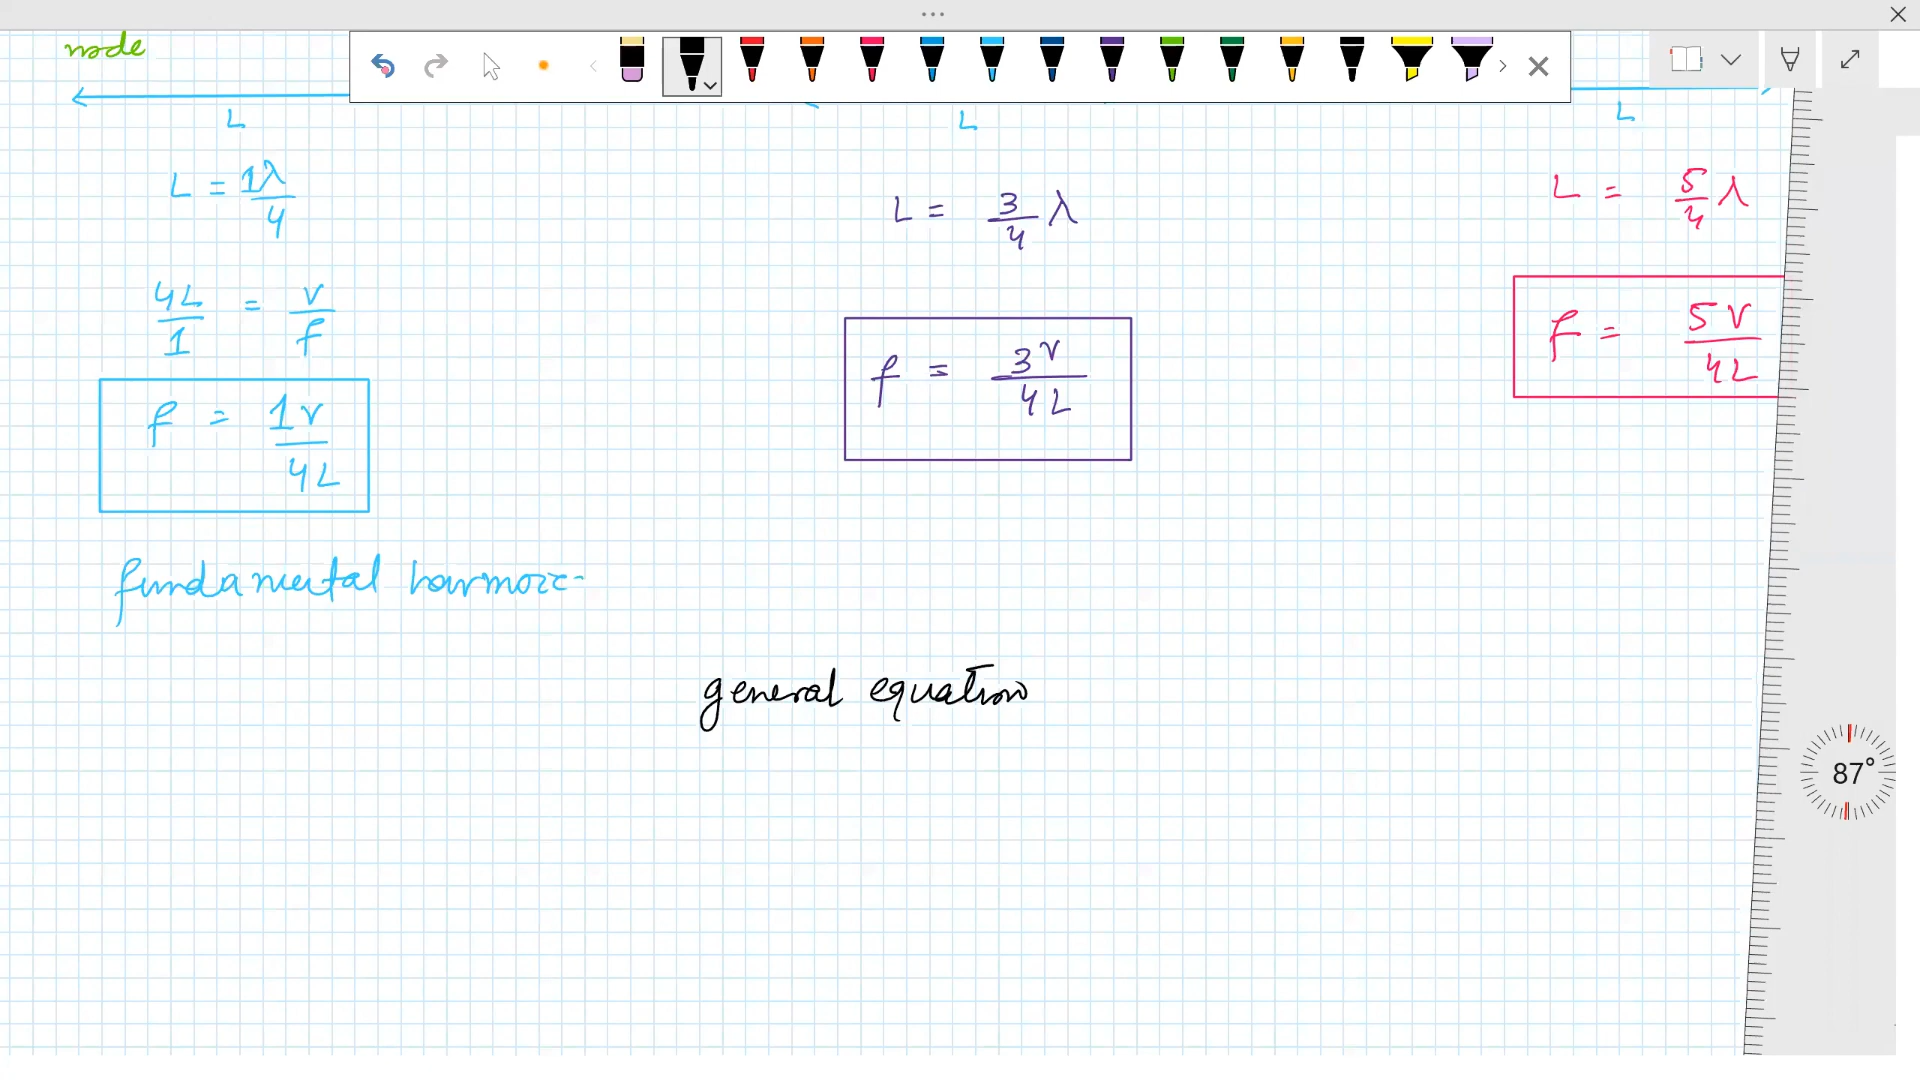 node
L
L = 1λ/4
4L/1 = v/f
f = 1v/4L
fundamental
L
L = 3/4 λ
f = 3v/4L
L
L = 5/4 λ
f = 5v/4L
general equation
87°